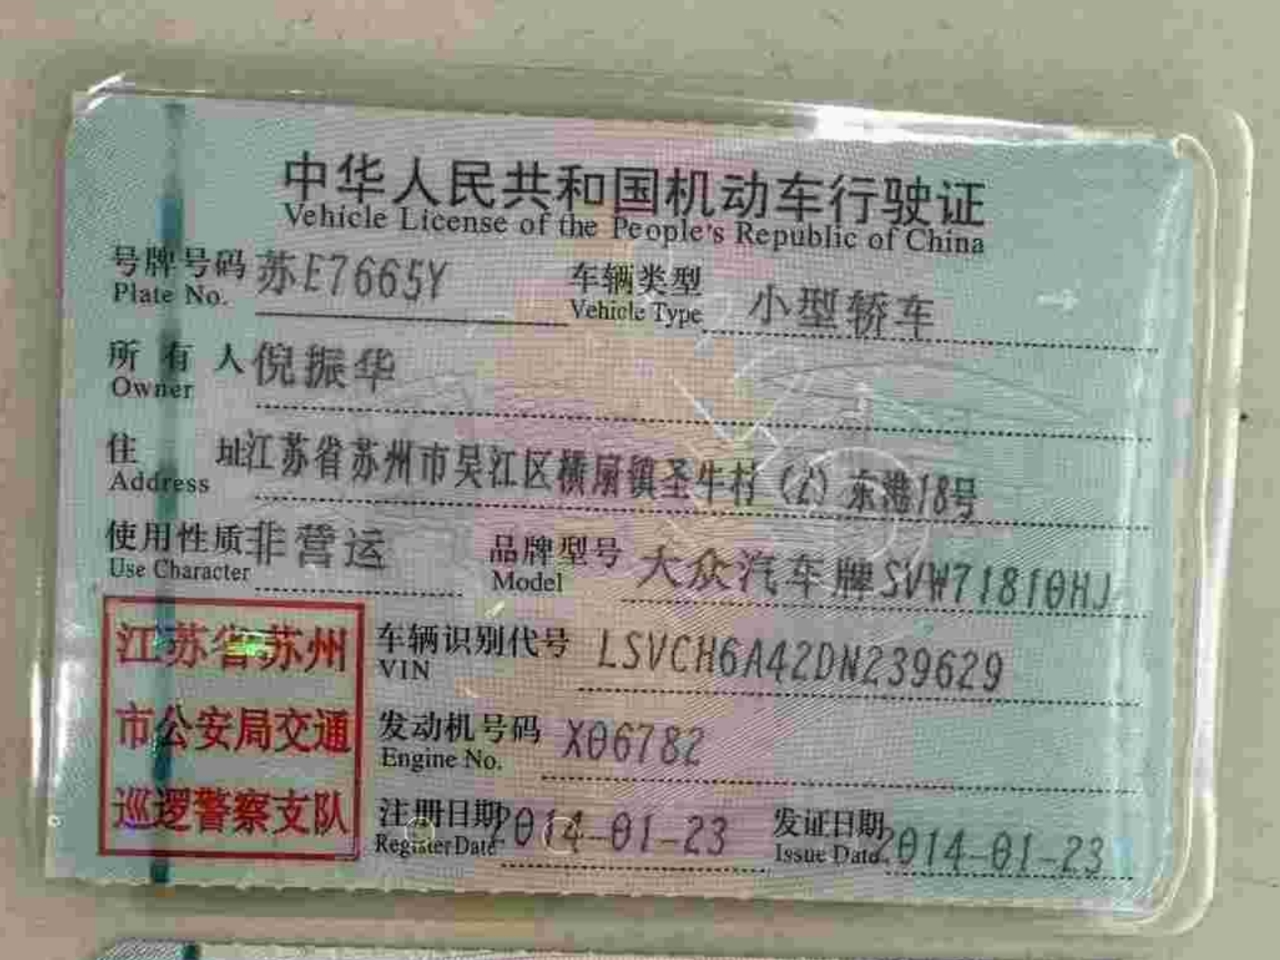 中华人民共和国机动车行驶证
Vehicle License of the People's Republic of China
号牌号码 苏E7665Y 车辆类型 小型轿车
Plate No. Vehicle Type
所有人 倪振华
Owner
住址 江苏省苏州市吴江区横扇镇圣牛村（2）东港18号
Address
使用性质 非营运 品牌型号 大众汽车牌SVW71810HJ
Use Character Model
江苏省苏州
市公安局交通
巡逻警察支队
车辆识别代号 LSVCH6A42DN239629
VIN
发动机号码 X06782
Engine No.
注册日期 2014-01-23 发证日期 2014-01-23
Register Date Issue Date